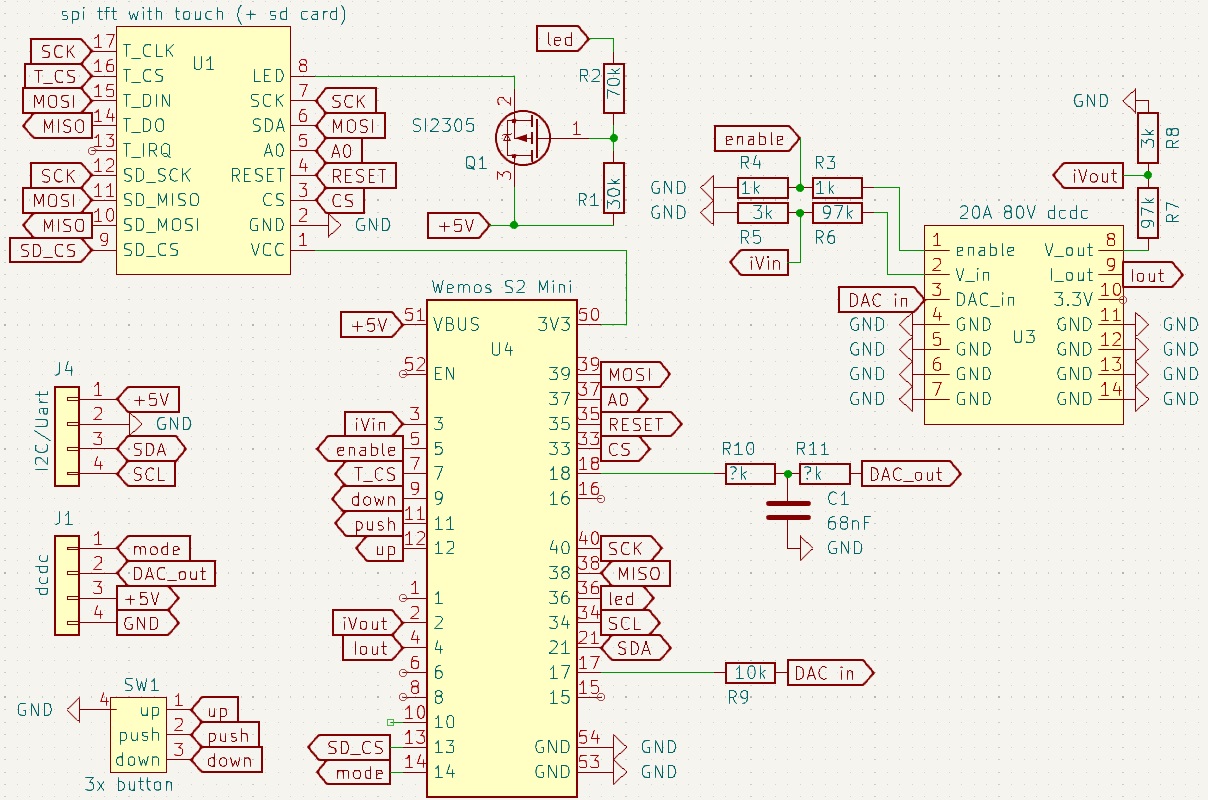 spi tft with touch (+ sd card)
U1
SCK 17 T_CLK
T_CS 16 T_CS
MOSI 15 T_DIN
MISO 14 T_DO
13 T_IRQ
SCK 12 SD_SCK
MOSI 11 SD_MISO
MISO 10 SD_MOSI
SD_CS 9 SD_CS
LED 8
SCK 7 SCK
SDA 6 MOSI
A0 5 A0
RESET 4 RESET
CS 3 CS
GND 2 GND
VCC 1
led
R2 70k
SI2305
Q1
2
1
3
R1 30k
+5V
enable
R4 R3
GND 1k 1k
GND 3k 97k
R5 R6
iVin
GND
3k R8
iVout
97k R7
20A 80V dcdc
U3
1 enable
2 V_in
DAC in 3 DAC_in
GND 4 GND
GND 5 GND
GND 6 GND
GND 7 GND
V_out 8
I_out 9 Iout
3.3V 10
GND 11 GND
GND 12 GND
GND 13 GND
GND 14 GND
Wemos S2 Mini
U4
+5V 51 VBUS
52 EN
iVin 3 3
enable 5 5
T_CS 7 7
down 9 9
push 11 11
up 12 12
1 1
iVout 2 2
Iout 4 4
6 6
8 8
10 10
SD_CS 13 13
mode 14 14
3V3 50
39 39 MOSI
37 37 A0
35 35 RESET
33 33 CS
18 18
16 16
40 40 SCK
38 38 MISO
36 36 led
34 34 SCL
21 21 SDA
17 17
15 15
GND 54 GND
GND 53 GND
R10 R11
?k ?k DAC_out
C1
68nF
GND
10k DAC in
R9
J4
I2C/Uart
1 +5V
2 GND
3 SDA
4 SCL
J1
dcdc
1 mode
2 DAC_out
3 +5V
4 GND
SW1
GND 4
up 1 up
push 2 push
down 3 down
3x button